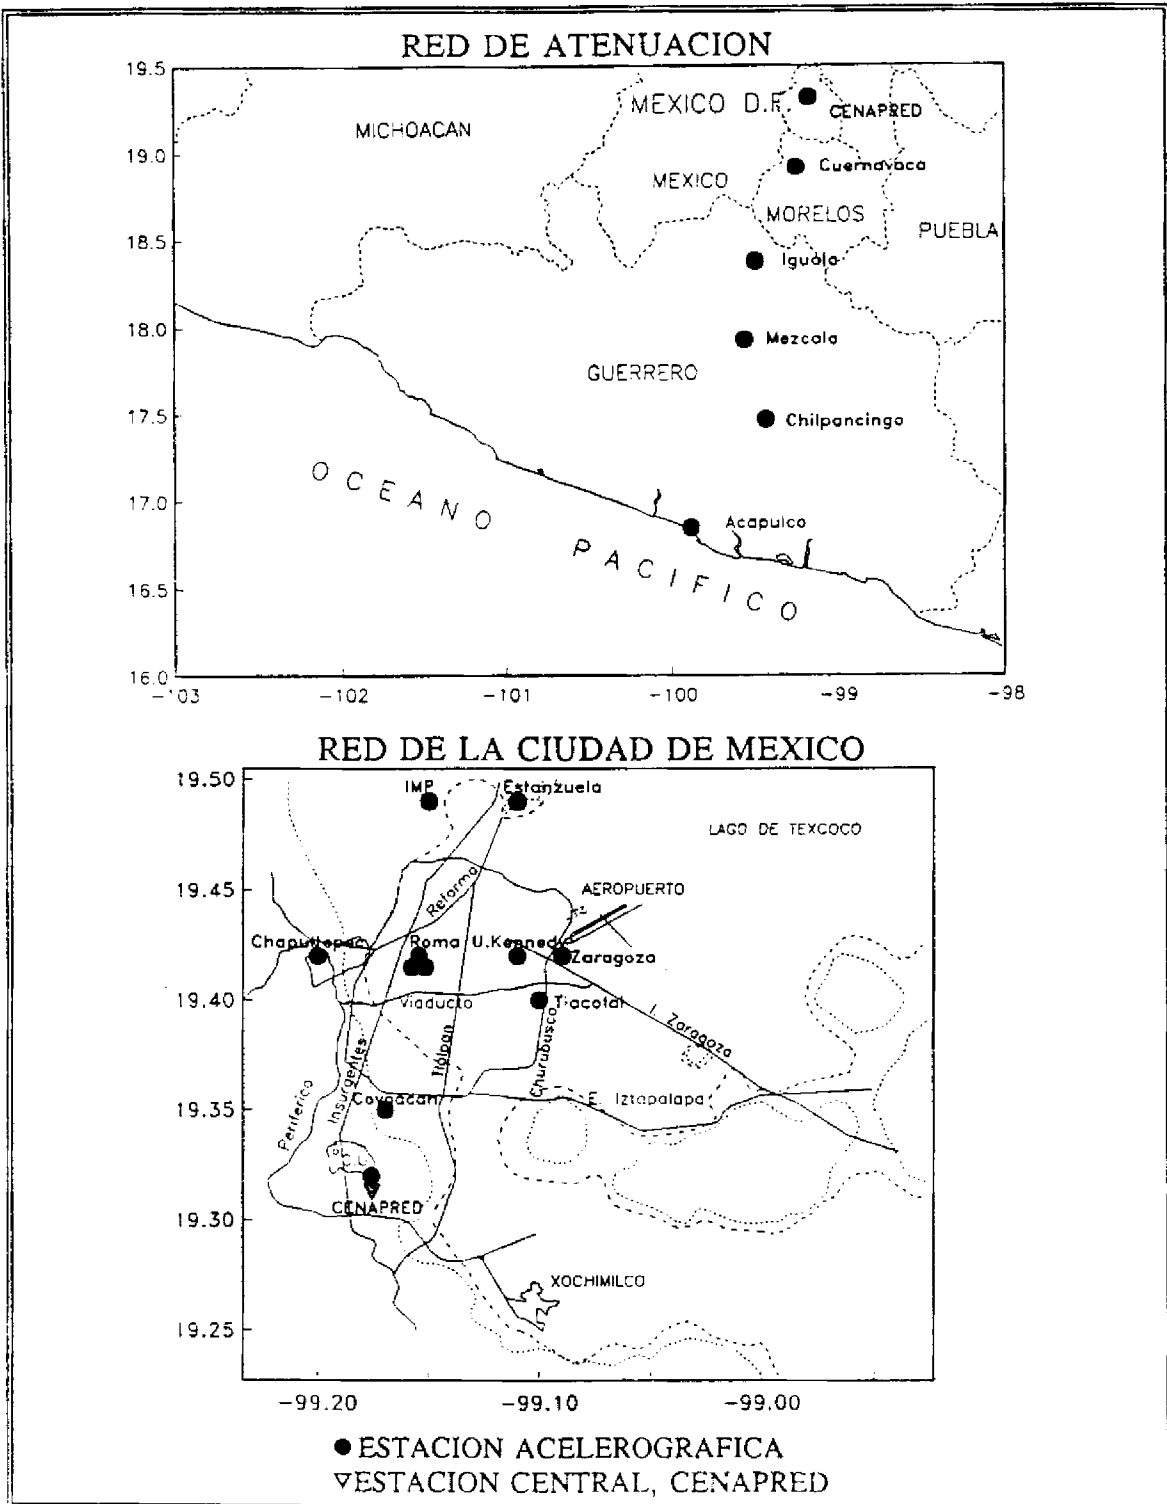 RED DE ATENUACION
19.5
19.0
18.5
18.0
17.5
17.0
16.5
16.0
-103
-102
-101
-100
-99
-98
MICHOACAN
MEXICO D.F.
CENAPRED
Cuernavaca
MEXICO
MORELOS
PUEBLA
Iguala
Mezcala
GUERRERO
Chilpancingo
Acapulco
OCEANO PACIFICO
RED DE LA CIUDAD DE MEXICO
19.50
19.45
19.40
19.35
19.30
19.25
-99.20
-99.10
-99.00
IMP
Estanzuela
LAGO DE TEXCOCO
Reforma
AEROPUERTO
Chapultepec
Roma
U.Kennedy
Zaragoza
Viaducto
Tlacotal
I. Zaragoza
Tlalpan
Churubusco
Insurgentes
Periferico
Coyoacan
E. Iztapalapa
CENAPRED
XOCHIMILCO
● ESTACION ACELEROGRAFICA
▽ ESTACION CENTRAL, CENAPRED